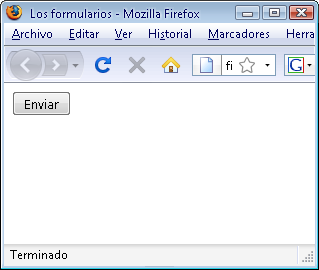 Los formularios - Mozilla Firefox
Archivo Editar Ver Historial Marcadores Herra
fi G
Enviar
Terminado